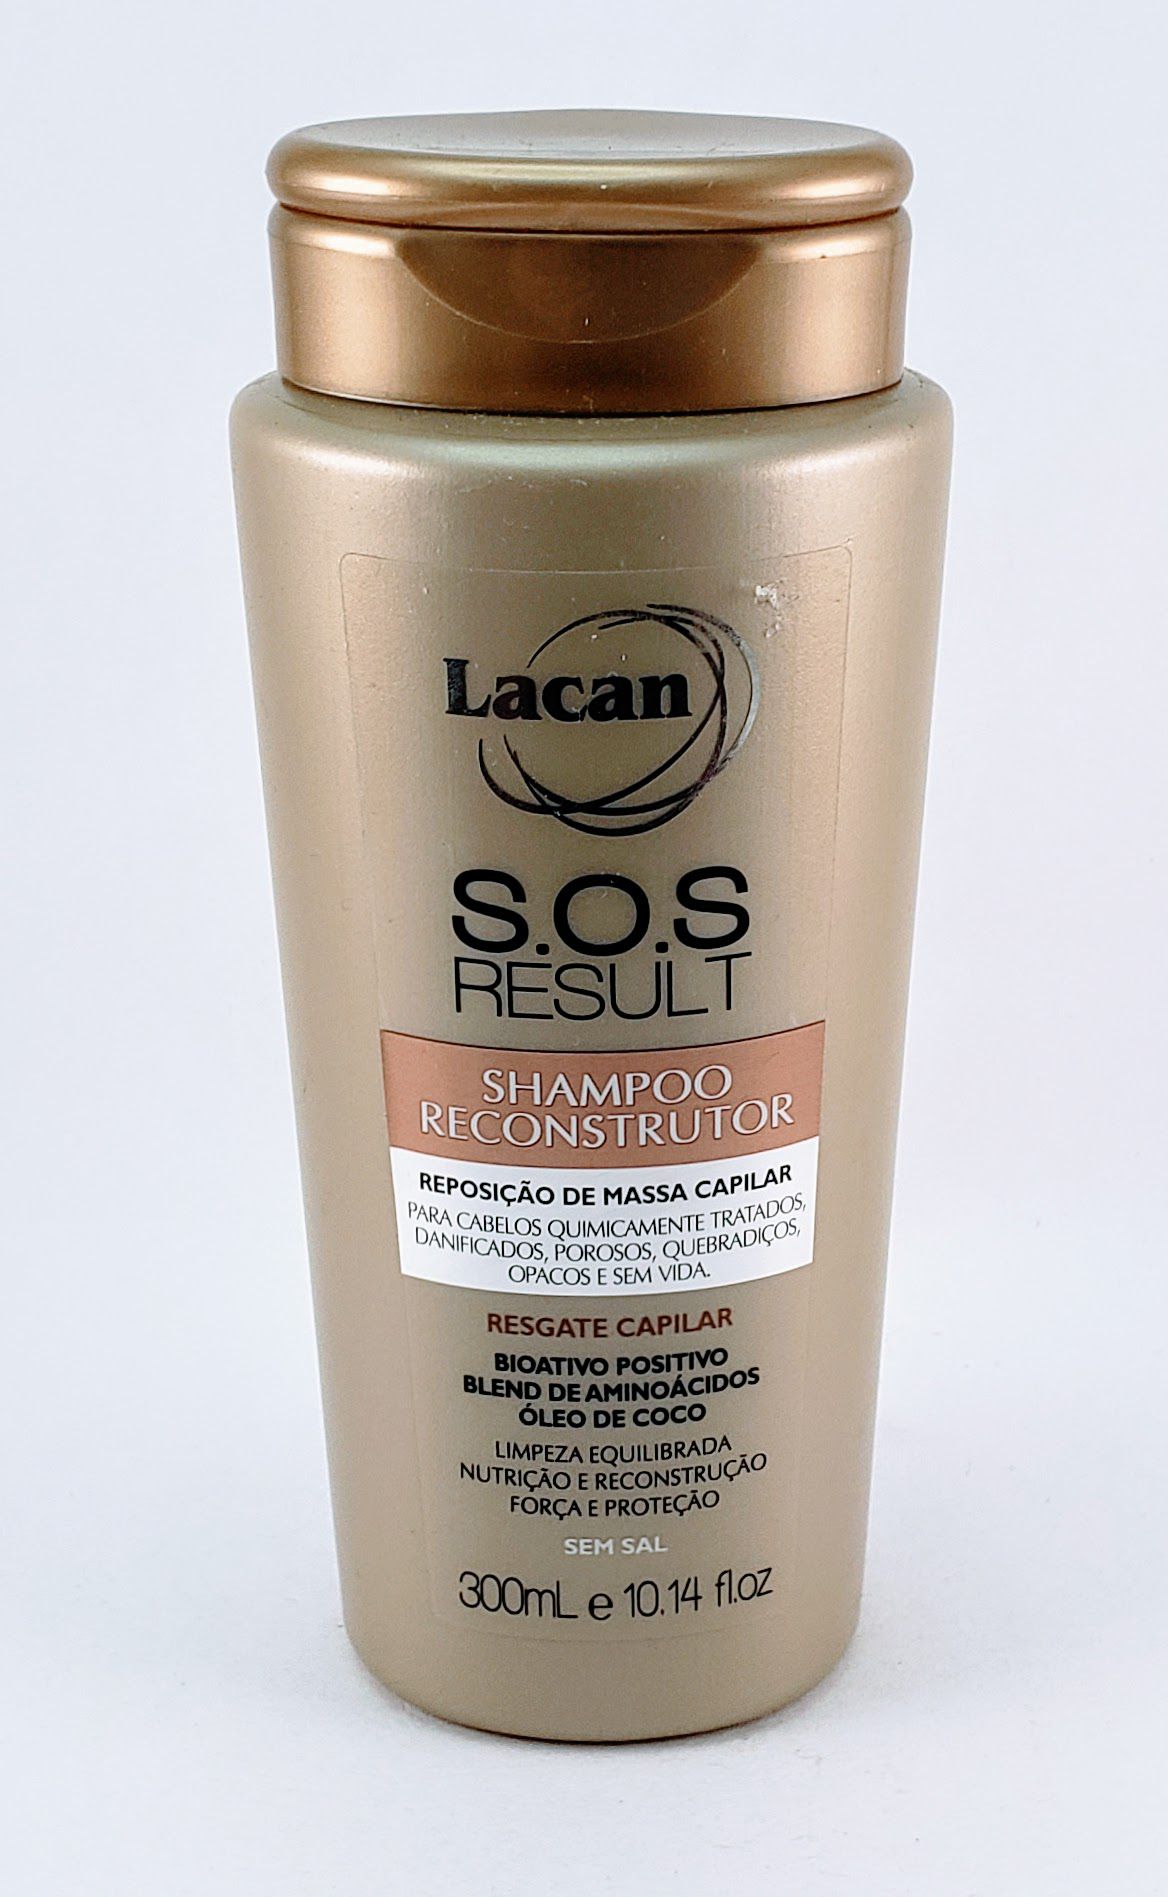 Lacan
S.O.S
RESULT
SHAMPOO
RECONSTRUTOR
REPOSIÇÃO DE MASSA CAPILAR
PARA CABELOS QUIMICAMENTE TRATADOS,
DANIFICADOS, POROSOS, QUEBRADIÇOS,
OPACOS E SEM VIDA.
RESGATE CAPILAR
BIOATIVO POSITIVO
BLEND DE AMINOÁCIDOS
ÓLEO DE COCO
LIMPEZA EQUILIBRADA
NUTRIÇÃO E RECONSTRUÇÃO
FORÇA E PROTEÇÃO
SEM SAL
300mL e 10.14 fl.oz